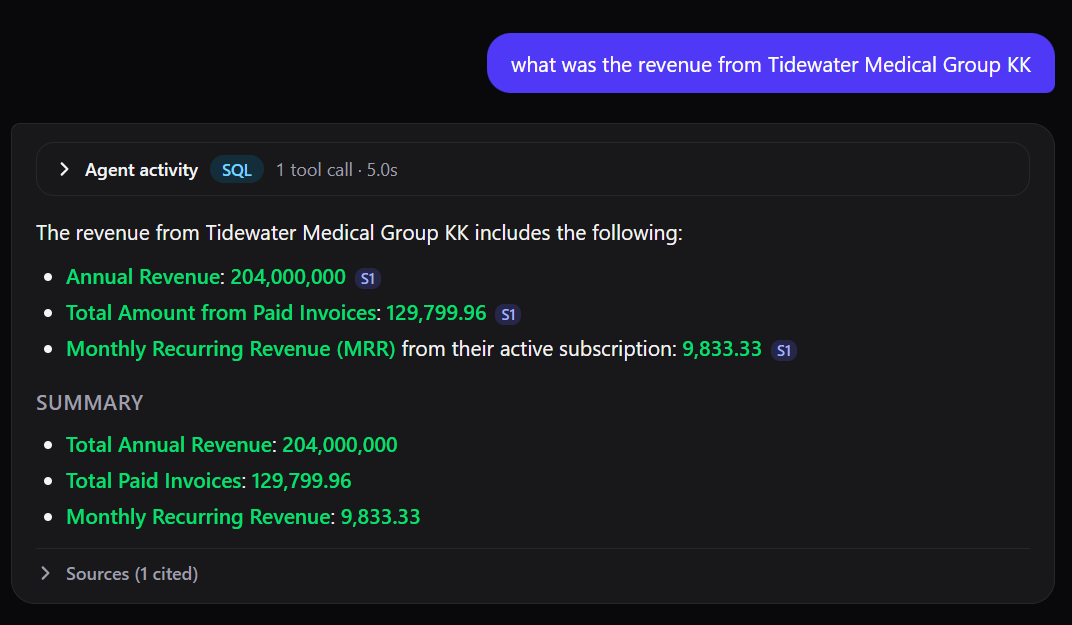 what was the revenue from Tidewater Medical Group KK
Agent activity SQL 1 tool call · 5.0s
The revenue from Tidewater Medical Group KK includes the following:
• Annual Revenue: 204,000,000 S1
• Total Amount from Paid Invoices: 129,799.96 S1
• Monthly Recurring Revenue (MRR) from their active subscription: 9,833.33 S1
SUMMARY
• Total Annual Revenue: 204,000,000
• Total Paid Invoices: 129,799.96
• Monthly Recurring Revenue: 9,833.33
Sources (1 cited)